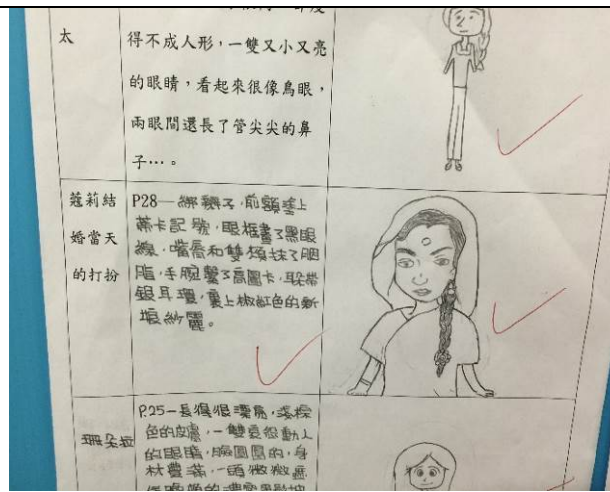 太
得不成人形，一雙又小又亮
的眼睛，看起來很像鳥眼，
兩眼間還長了管尖尖的鼻
子…。
蔻莉結
婚當天
的打扮
P28—綁辮子，前額塗上
蒂卡記號，眼框畫了黑眼
線，嘴唇和雙頰抹了胭
脂，手腕鑿了高圖卡，耳朵帶
銀耳環，裹上椒紅色的新
娘紗麗。
珊朵拉
P.25—長得很漂亮，深棕
色的皮膚，一雙哀很動人
的眼睛，臉圓圓的，身
材豐滿，一頭微微